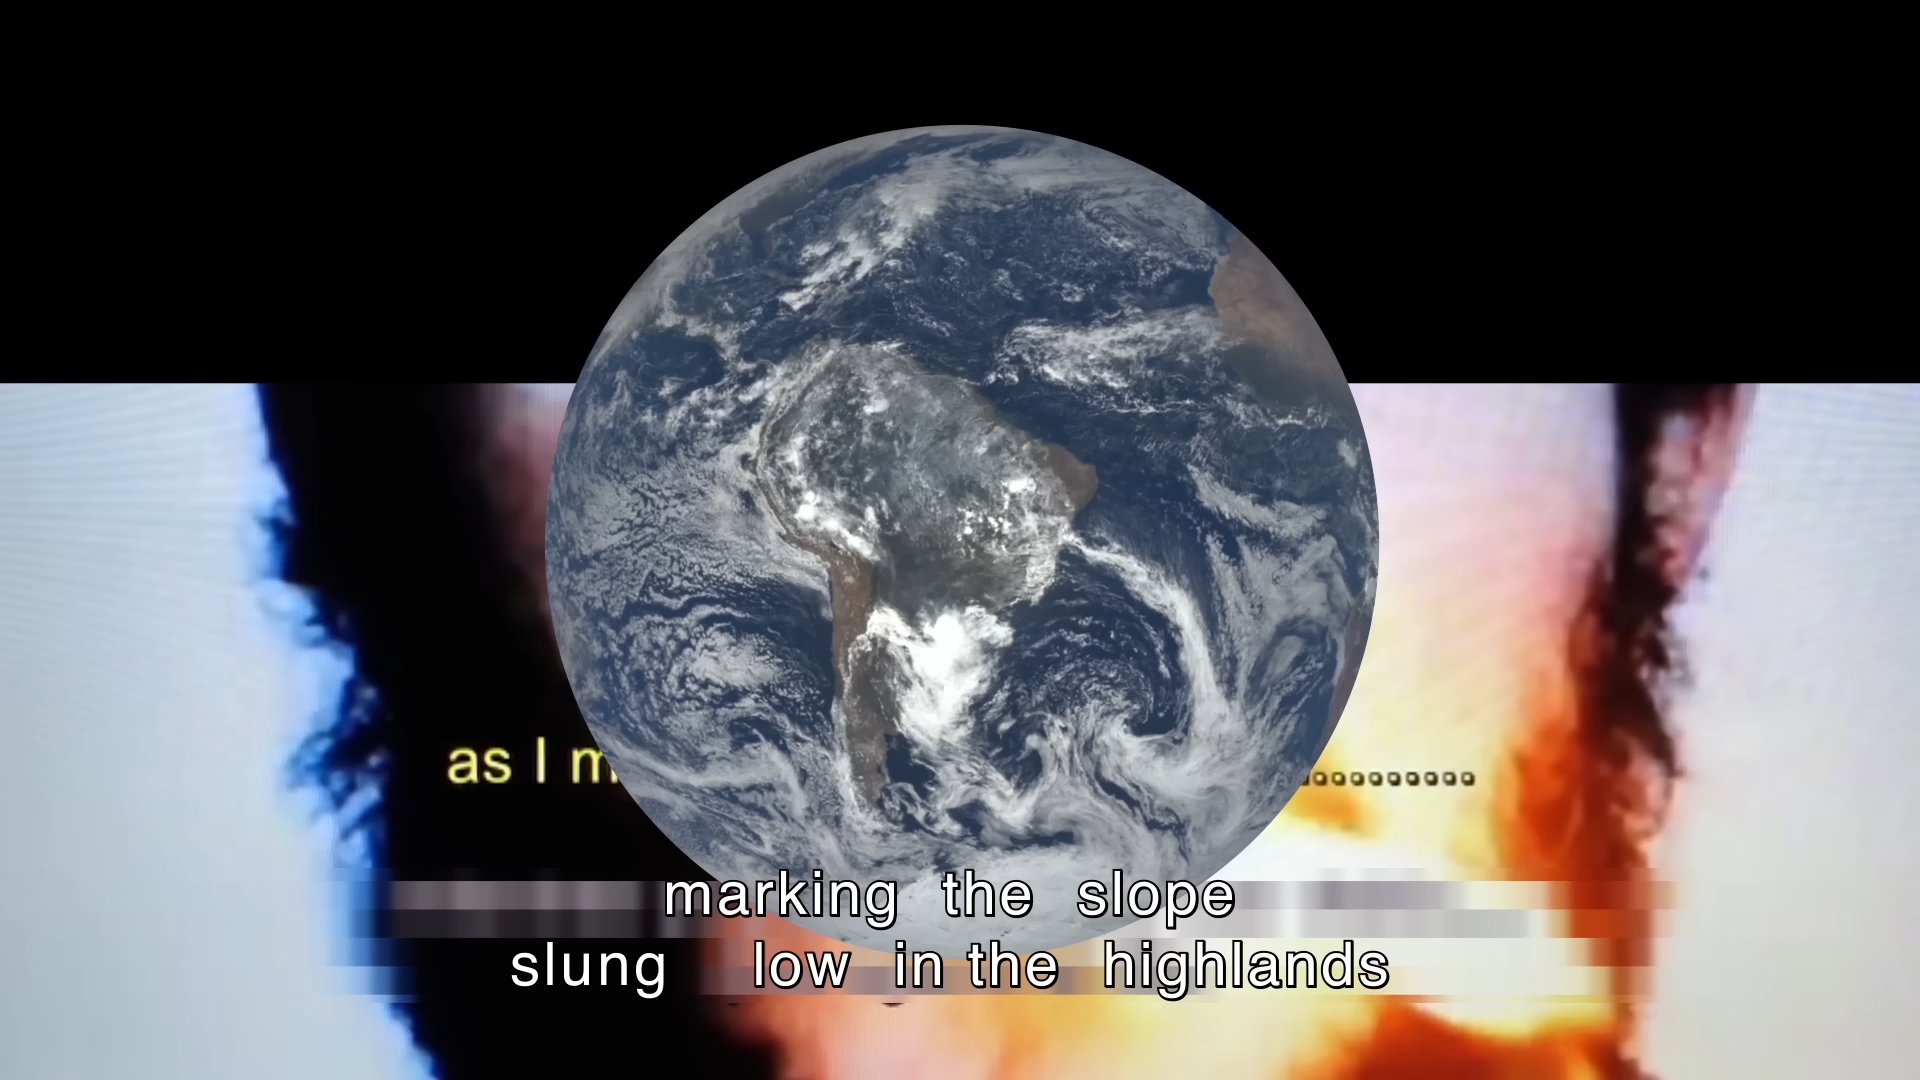 as I m
..........
marking the slope
slung low in the highlands